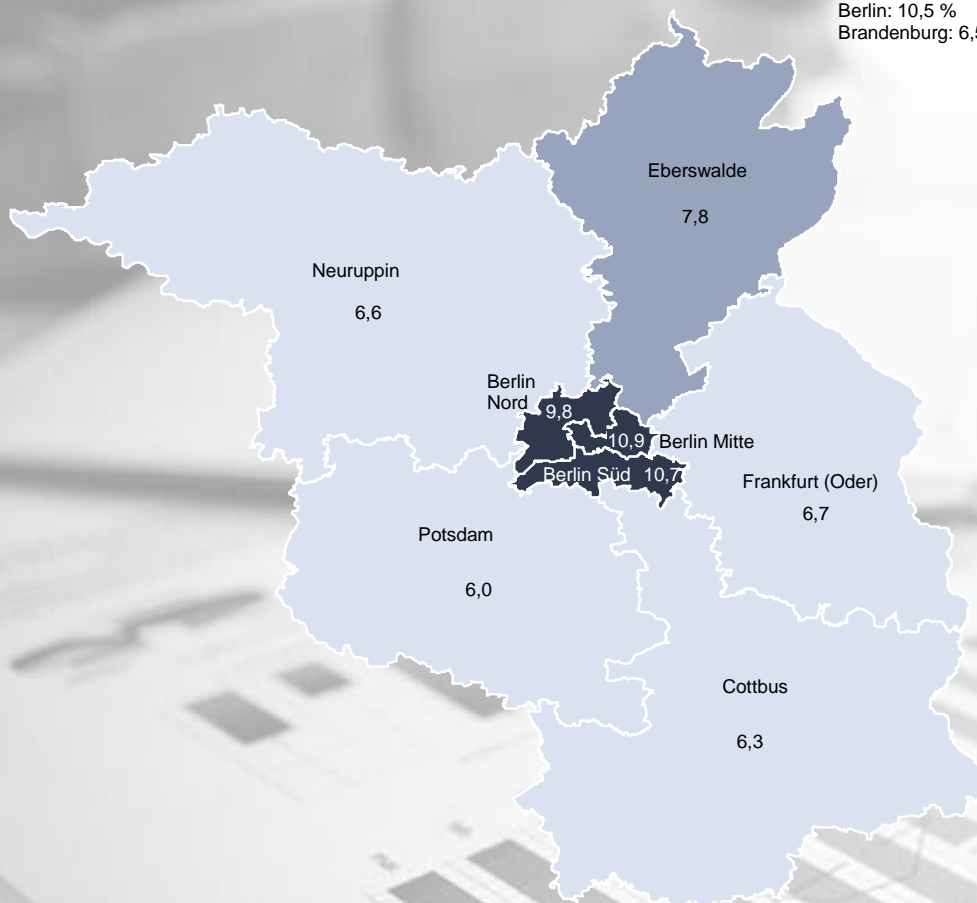 Berlin: 10,5 %
Brandenburg: 6,5
Eberswalde
7,8
Neuruppin
6,6
Berlin
Nord
9,8
10,9
Berlin Mitte
Berlin Süd
10,7
Frankfurt (Oder)
6,7
Potsdam
6,0
Cottbus
6,3